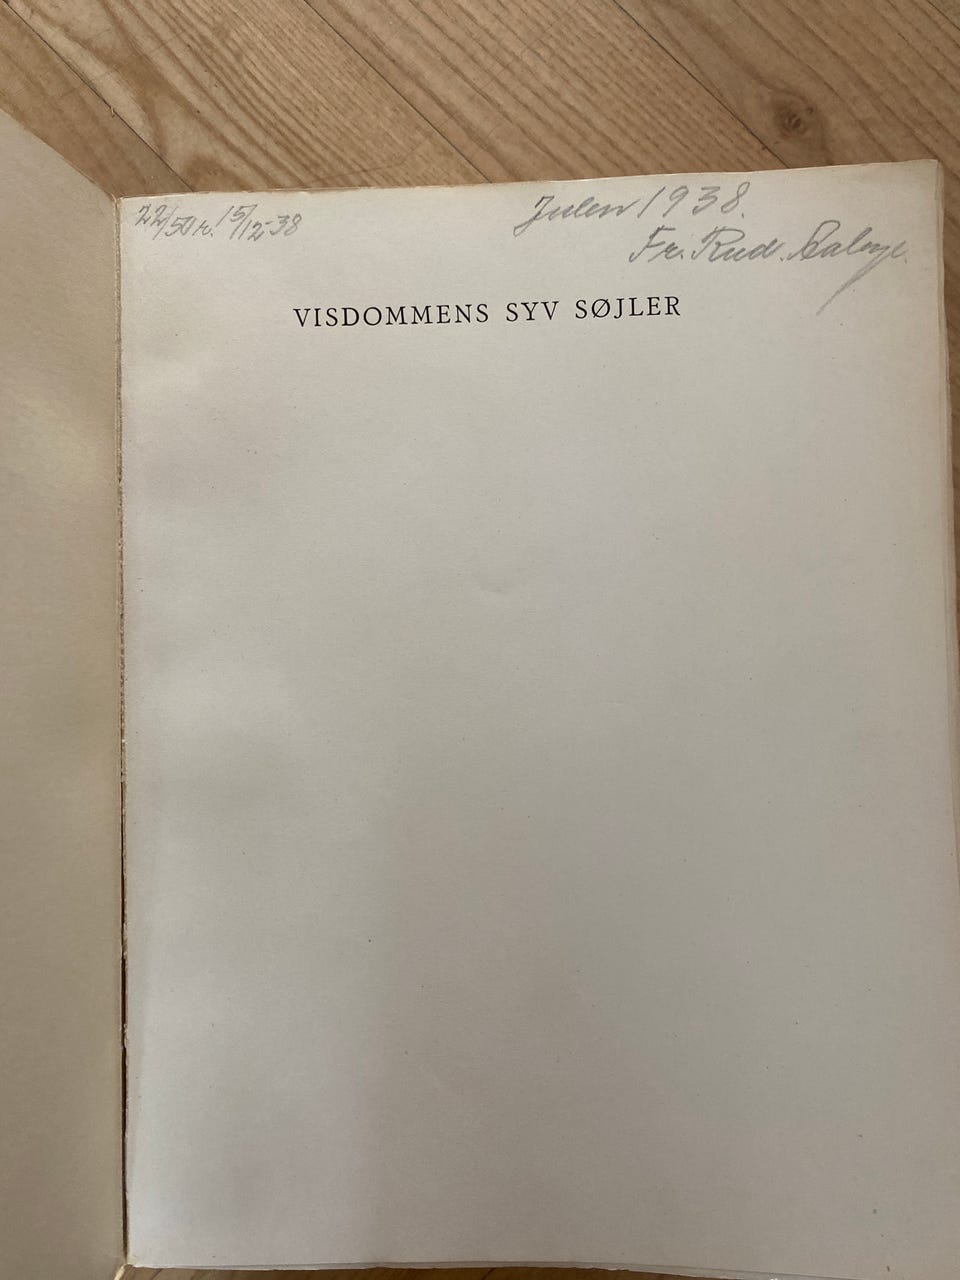 22/50 kr. 15/12-38
Julen 1938.
Fr. Rud.
VISDOMMENS SYV SØJLER